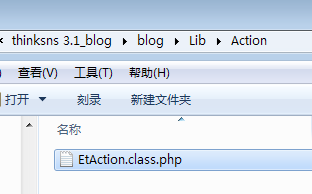 thinksns 3.1_blog ▸ blog ▸ Lib ▸ Action
查看(V) 工具(T) 帮助(H)
打开 刻录 新建文件夹
名称
EtAction.class.php